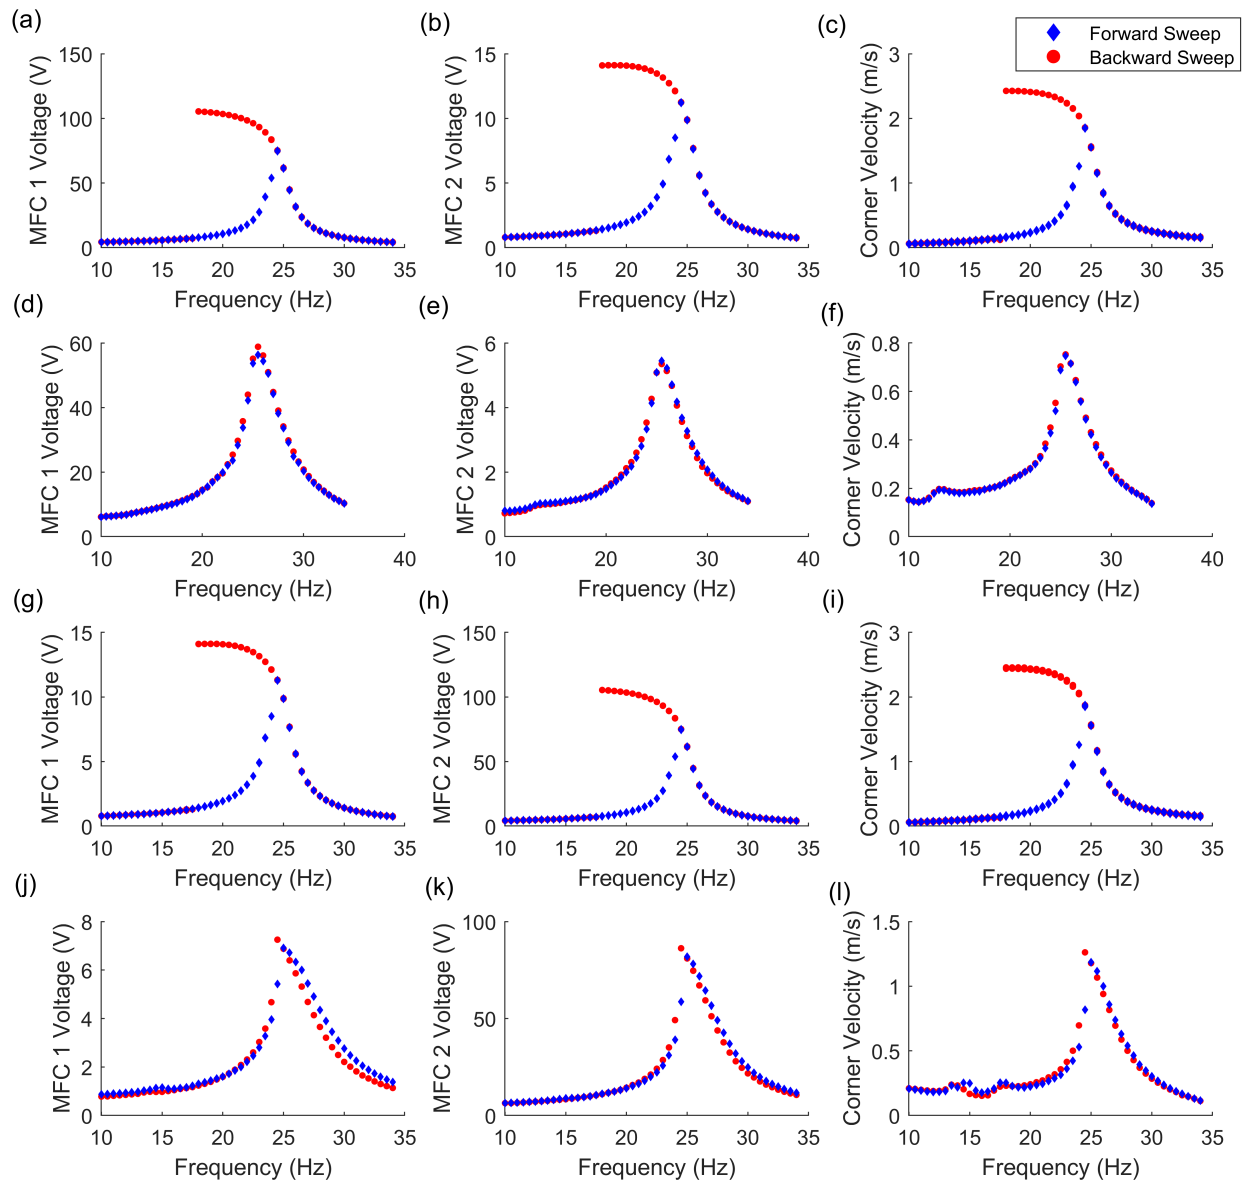 (a)
(b)
(c)
Forward Sweep
Backward Sweep
MFC 1 Voltage (V)
150
100
50
0
10 15 20 25 30 35
Frequency (Hz)
MFC 2 Voltage (V)
15
10
5
0
10 15 20 25 30 35
Frequency (Hz)
Corner Velocity (m/s)
3
2
1
0
10 15 20 25 30 35
Frequency (Hz)
(d)
(e)
(f)
MFC 1 Voltage (V)
60
40
20
0
10 20 30 40
Frequency (Hz)
MFC 2 Voltage (V)
6
4
2
0
10 20 30 40
Frequency (Hz)
Corner Velocity (m/s)
0.8
0.6
0.4
0.2
0
10 20 30 40
Frequency (Hz)
(g)
(h)
(i)
MFC 1 Voltage (V)
15
10
5
0
10 15 20 25 30 35
Frequency (Hz)
MFC 2 Voltage (V)
150
100
50
0
10 15 20 25 30 35
Frequency (Hz)
Corner Velocity (m/s)
3
2
1
0
10 15 20 25 30 35
Frequency (Hz)
(j)
(k)
(l)
MFC 1 Voltage (V)
8
6
4
2
0
10 15 20 25 30 35
Frequency (Hz)
MFC 2 Voltage (V)
100
50
0
10 15 20 25 30 35
Frequency (Hz)
Corner Velocity (m/s)
1.5
1
0.5
0
10 15 20 25 30 35
Frequency (Hz)